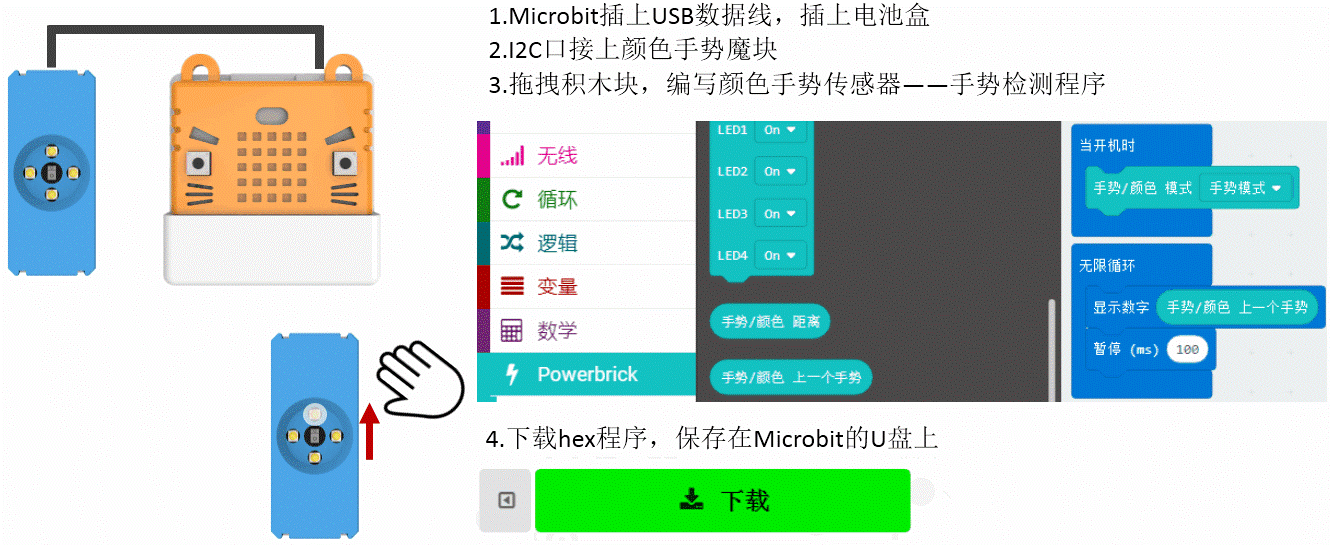 1.Microbit插上USB数据线，插上电池盒
2.I2C口接上颜色手势魔块
3.拖拽积木块，编写颜色手势传感器——手势检测程序
无线
循环
逻辑
变量
数学
Powerbrick
LED1 On
LED2 On
LED3 On
LED4 On
手势/颜色 距离
手势/颜色 上一个手势
当开机时
手势/颜色 模式 手势模式
无限循环
显示数字 手势/颜色 上一个手势
暂停 (ms) 100
4.下载hex程序，保存在Microbit的U盘上
下载